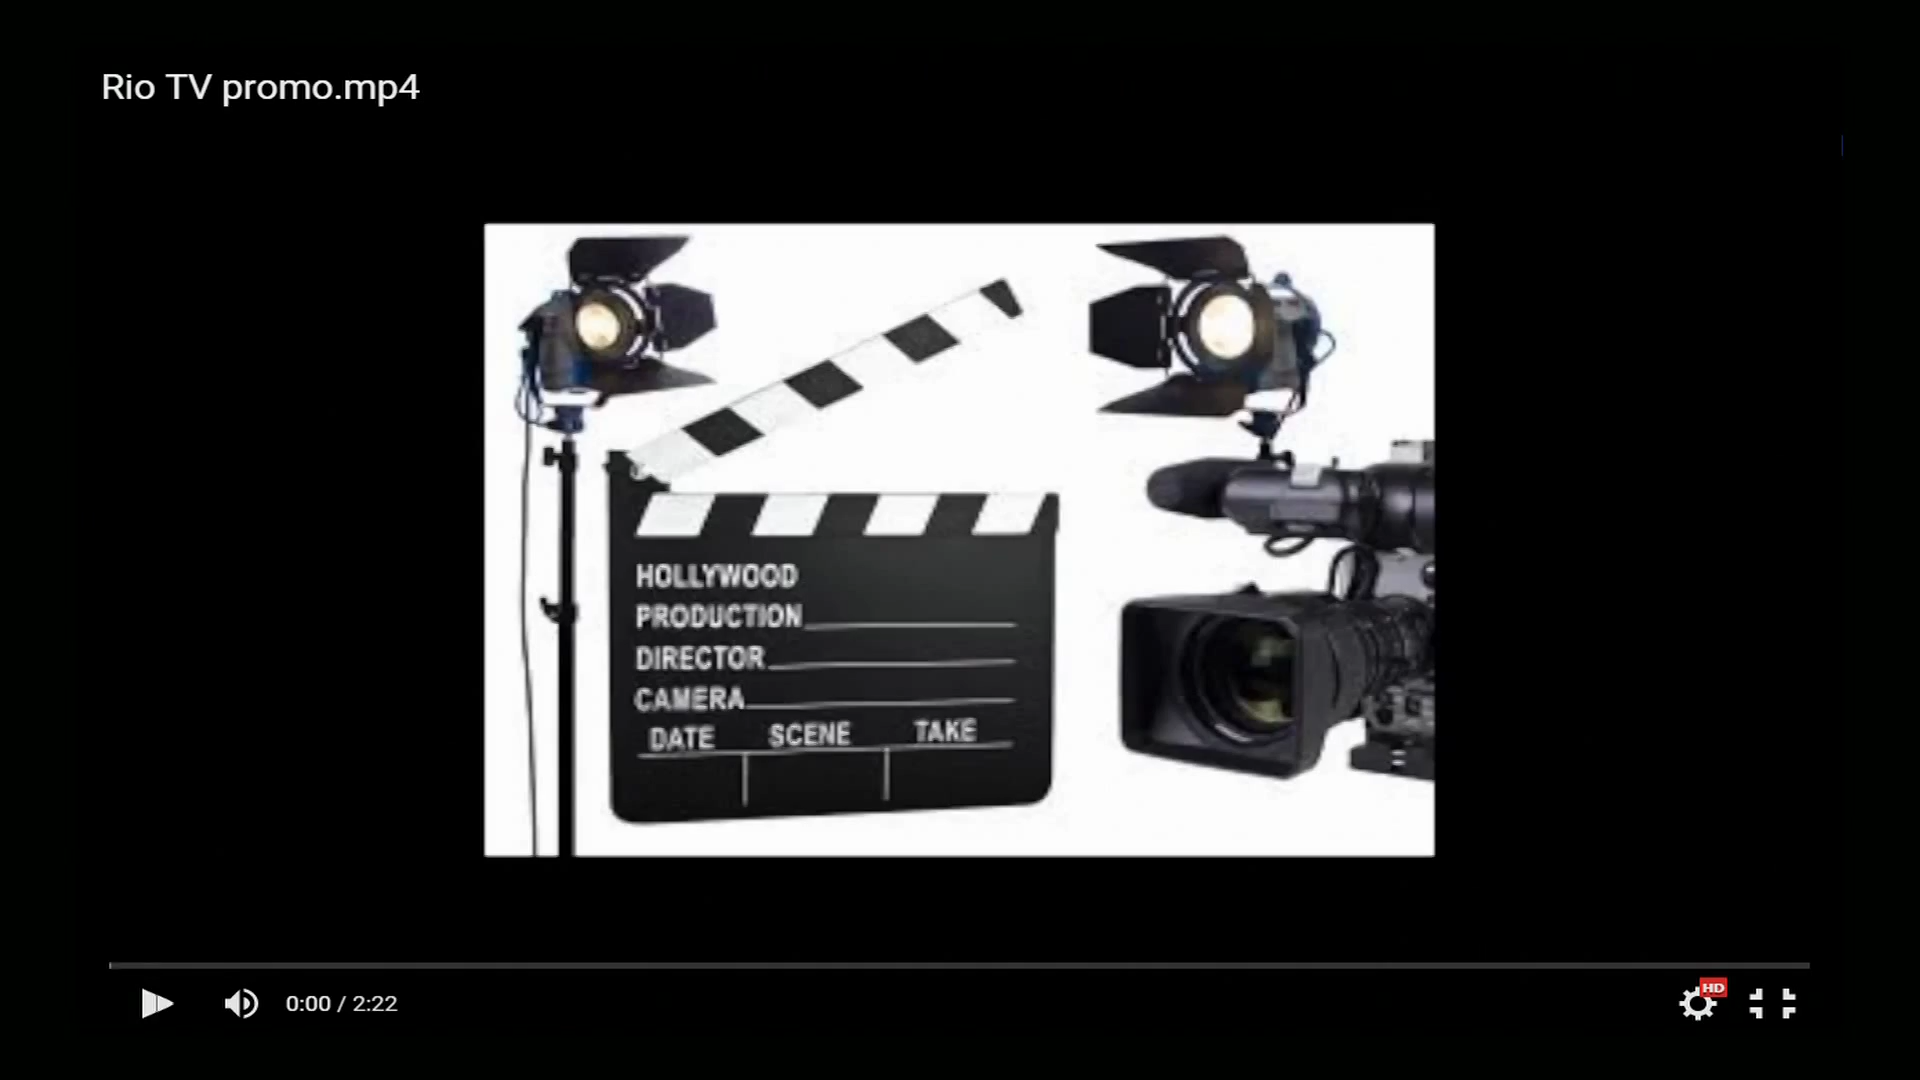 Rio TV promo.mp4
HOLLYWOOD
PRODUCTION
DIRECTOR
CAMERA
DATE SCENE TAKE
0:00 / 2:22
HD